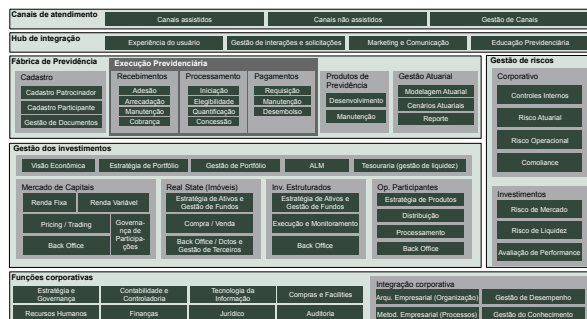 Canais de atendimento
Canais assistidos
Canais não assistidos
Gestão de Canais
Hub de integração
Experiência do usuário
Gestão de interações e solicitações
Marketing e Comunicação
Educação Previdenciária
Fábrica de Previdência
Cadastro
Cadastro Patrocinador
Cadastro Participante
Gestão de Documentos
Execução Previdenciária
Recebimentos
Adesão
Arrecadação
Manutenção
Cobrança
Processamento
Iniciação
Elegibilidade
Quantificação
Concessão
Pagamentos
Requisição
Manutenção
Desembolso
Produtos de
Previdência
Desenvolvimento
Manutenção
Gestão Atuarial
Modelagem Atuarial
Cenários Atuariais
Reporte
Gestão de riscos
Corporativo
Controles Internos
Risco Atuarial
Risco Operacional
Comoliance
Investimentos
Risco de Mercado
Risco de Liquidez
Avaliação de Performance
Gestão dos investimentos
Visão Econômica
Estratégia de Portfólio
Gestão de Portfólio
ALM
Tesouraria (gestão de liquidez)
Mercado de Capitais
Renda Fixa
Renda Variável
Pricing / Trading
Back Office
Governa-
nça de
Participa-
ções
Real State (Imóveis)
Estratégia de Ativos e
Gestão de Fundos
Compra / Venda
Back Office / Dctos e
Gestão de Terceiros
Inv. Estruturados
Estratégia de Ativos e
Gestão de Fundos
Execução e Monitoramento
Back Office
Op. Participantes
Estratégia de Produtos
Distribuição
Processamento
Back Office
Funções corporativas
Estratégia e
Governança
Contabilidade e
Controladoria
Tecnologia da
Informação
Compras e Facilities
Recursos Humanos
Finanças
Jurídico
Auditoria
Integração corporativa
Arqu. Empresarial (Organização)
Gestão de Desempenho
Metod. Empresarial (Processos)
Gestão do Conhecimento